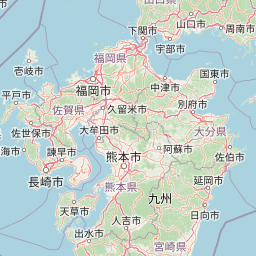 山口県
山口市
周南市
下関市
宇部市
福岡県
壱岐市
国東市
中津市
福岡市
平戸市
佐賀県
久留米市
別府市
大分県
佐世保市
大牟田市
阿蘇市
佐伯市
海市
諫早市
熊本市
長崎市
延岡市
熊本県
九州
天草市
日向市
人吉市
出水市
宮崎県